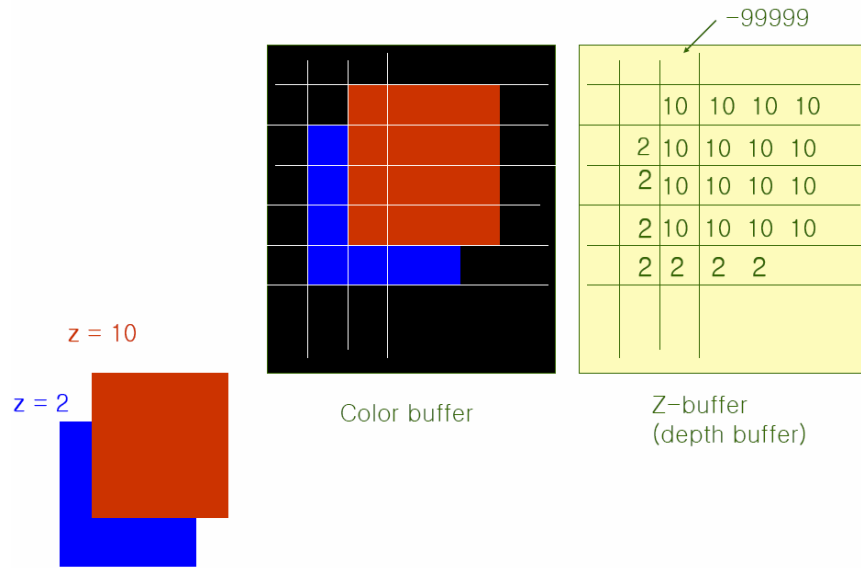 -99999
10 10 10 10
2 10 10 10 10
2 10 10 10 10
2 10 10 10 10
2 2 2 2
z = 10
z = 2
Color buffer
Z-buffer
(depth buffer)